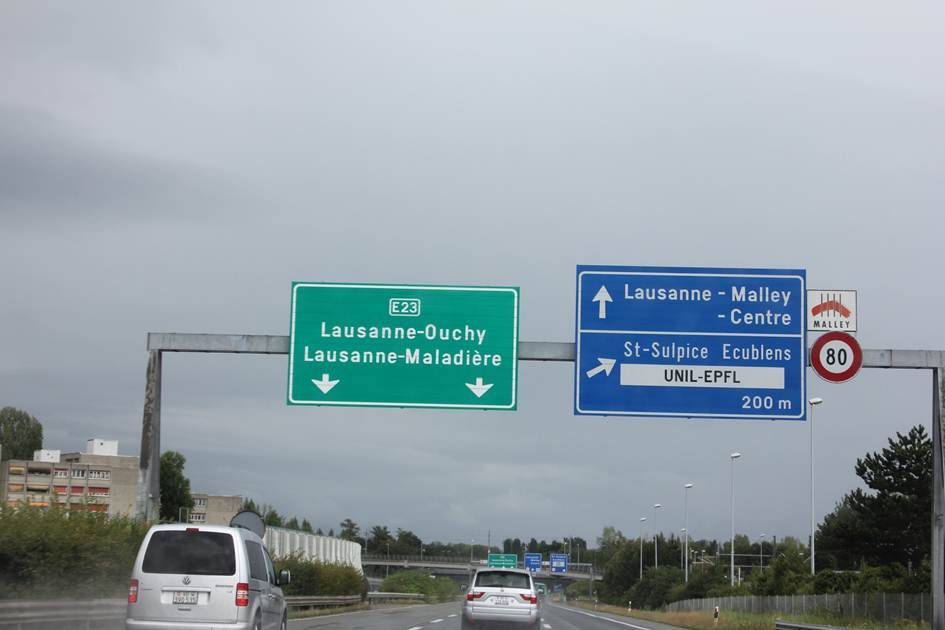 E23
Lausanne-Ouchy
Lausanne-Maladière
Lausanne - Malley
- Centre
St-Sulpice Ecublens
UNIL-EPFL
200 m
MALLEY
80